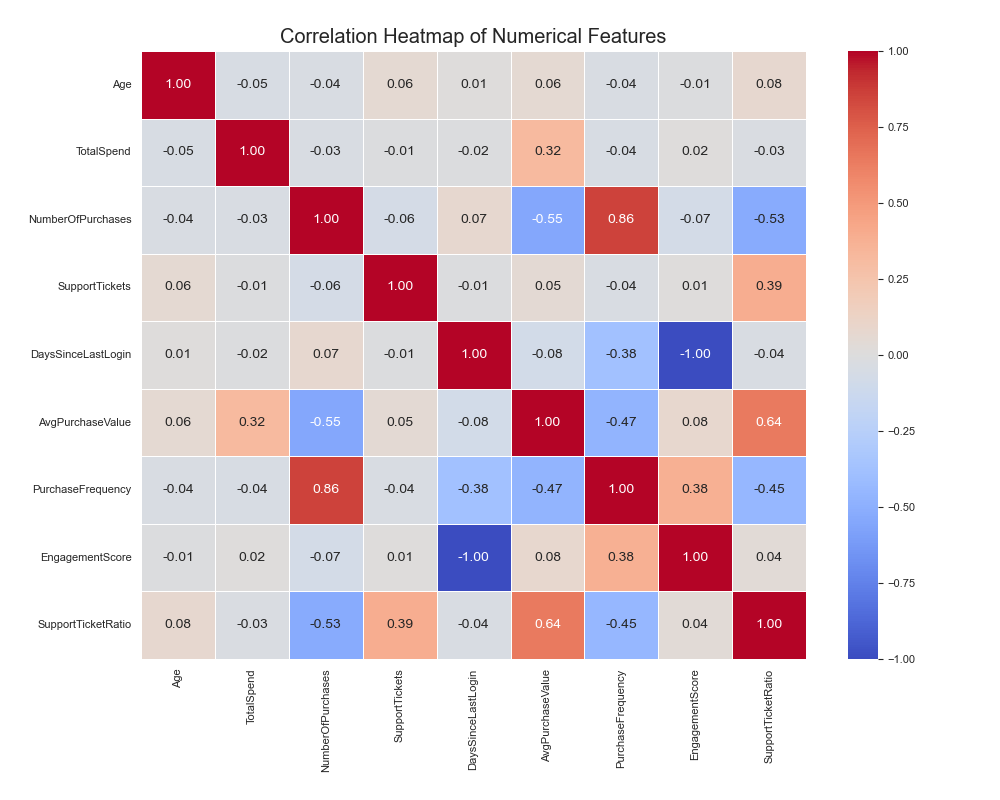 Correlation Heatmap of Numerical Features
Age 1.00 -0.05 -0.04 0.06 0.01 0.06 -0.04 -0.01 0.08
TotalSpend -0.05 1.00 -0.03 -0.01 -0.02 0.32 -0.04 0.02 -0.03
NumberOfPurchases -0.04 -0.03 1.00 -0.06 0.07 -0.55 0.86 -0.07 -0.53
SupportTickets 0.06 -0.01 -0.06 1.00 -0.01 0.05 -0.04 0.01 0.39
DaysSinceLastLogin 0.01 -0.02 0.07 -0.01 1.00 -0.08 -0.38 -1.00 -0.04
AvgPurchaseValue 0.06 0.32 -0.55 0.05 -0.08 1.00 -0.47 0.08 0.64
PurchaseFrequency -0.04 -0.04 0.86 -0.04 -0.38 -0.47 1.00 0.38 -0.45
EngagementScore -0.01 0.02 -0.07 0.01 -1.00 0.08 0.38 1.00 0.04
SupportTicketRatio 0.08 -0.03 -0.53 0.39 -0.04 0.64 -0.45 0.04 1.00
Age
TotalSpend
NumberOfPurchases
SupportTickets
DaysSinceLastLogin
AvgPurchaseValue
PurchaseFrequency
EngagementScore
SupportTicketRatio
1.00
0.75
0.50
0.25
0.00
−0.25
−0.50
−0.75
−1.00